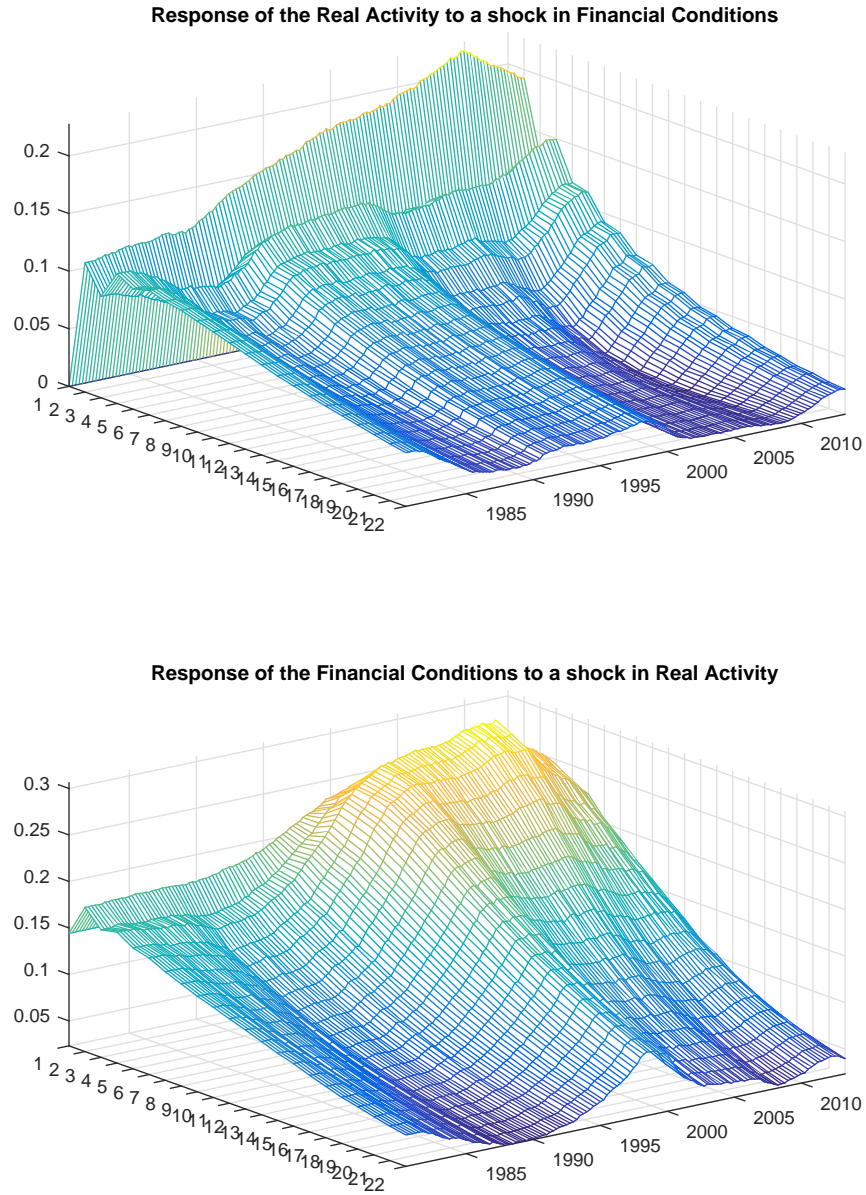 Response of the Real Activity to a shock in Financial Conditions
0.2
0.15
0.1
0.05
0
1 2 3 4 5 6 7 8 9 10 11 12 13 14 15 16 17 18 19 20 21 22
1985 1990 1995 2000 2005 2010
Response of the Financial Conditions to a shock in Real Activity
0.3
0.25
0.2
0.15
0.1
0.05
1 2 3 4 5 6 7 8 9 10 11 12 13 14 15 16 17 18 19 20 21 22
1985 1990 1995 2000 2005 2010